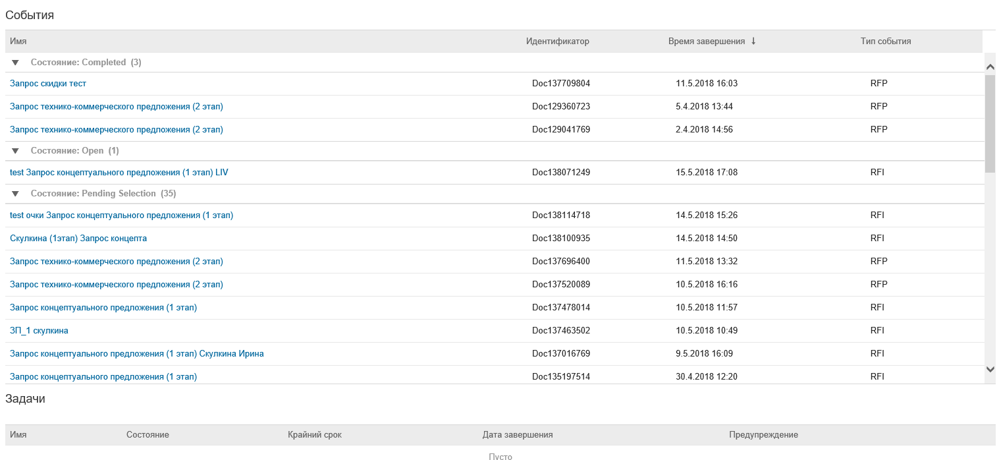 События
Имя Идентификатор Время завершения ↓ Тип события
▼ Состояние: Completed (3)
Запрос скидки тест Doc137709804 11.5.2018 16:03 RFP
Запрос технико-коммерческого предложения (2 этап) Doc129360723 5.4.2018 13:44 RFP
Запрос технико-коммерческого предложения (2 этап) Doc129041769 2.4.2018 14:56 RFP
▼ Состояние: Open (1)
test Запрос концептуального предложения (1 этап) LIV Doc138071249 15.5.2018 17:08 RFI
▼ Состояние: Pending Selection (35)
test очки Запрос концептуального предложения (1 этап) Doc138114718 14.5.2018 15:26 RFI
Скулкина (1этап) Запрос концепта Doc138100935 14.5.2018 14:50 RFI
Запрос технико-коммерческого предложения (2 этап) Doc137696400 11.5.2018 13:32 RFP
Запрос технико-коммерческого предложения (2 этап) Doc137520089 10.5.2018 16:16 RFP
Запрос концептуального предложения (1 этап) Doc137478014 10.5.2018 11:57 RFI
ЗП_1 скулкина Doc137463502 10.5.2018 10:49 RFI
Запрос концептуального предложения (1 этап) Скулкина Ирина Doc137016769 9.5.2018 16:09 RFI
Запрос концептуального предложения (1 этап) Doc135197514 30.4.2018 12:20 RFI
Задачи
Имя Состояние Крайний срок Дата завершения Предупреждение
Пусто